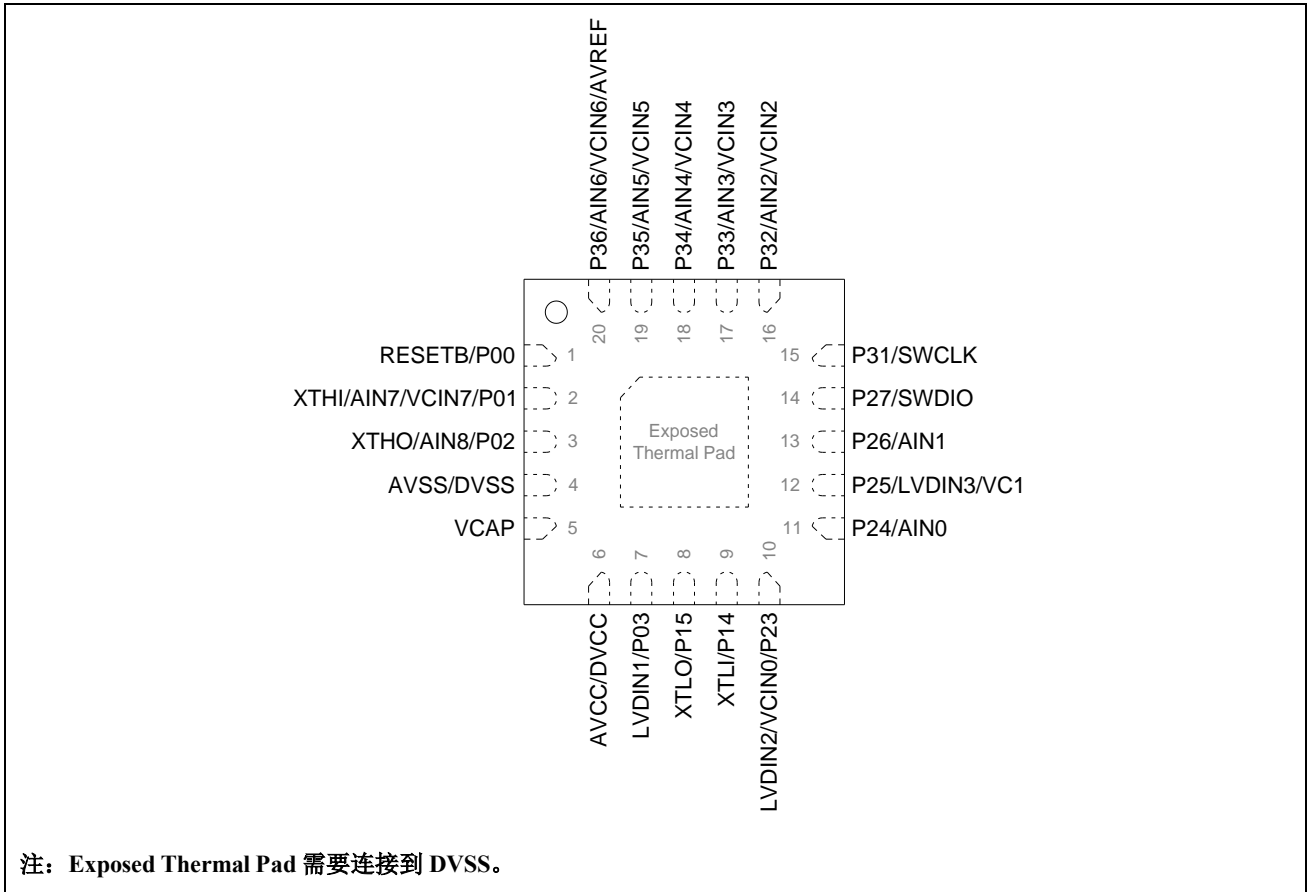 P36/AIN6/VCIN6/AVREF
P35/AIN5/VCIN5
P34/AIN4/VCIN4
P33/AIN3/VCIN3
P32/AIN2/VCIN2
20
19
18
17
16
RESETB/P00
1
XTHI/AIN7/VCIN7/P01
2
XTHO/AIN8/P02
3
AVSS/DVSS
4
VCAP
5
Exposed
Thermal Pad
15
P31/SWCLK
14
P27/SWDIO
13
P26/AIN1
12
P25/LVDIN3/VC1
11
P24/AIN0
6
7
8
9
10
AVCC/DVCC
LVDIN1/P03
XTLO/P15
XTLI/P14
LVDIN2/VCIN0/P23
注：Exposed Thermal Pad 需要连接到 DVSS。